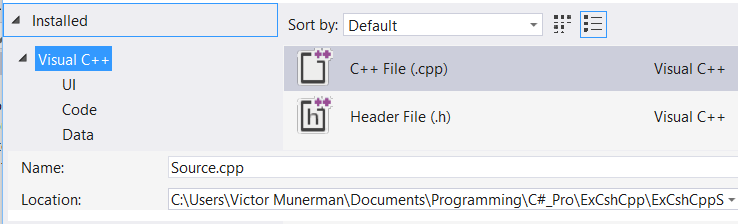 Installed
Sort by: Default
Visual C++
UI
Code
Data
C++ File (.cpp) Visual C++
Header File (.h) Visual C++
Name: Source.cpp
Location: C:\Users\Victor Munerman\Documents\Programming\C#_Pro\ExCshCpp\ExCshCppS